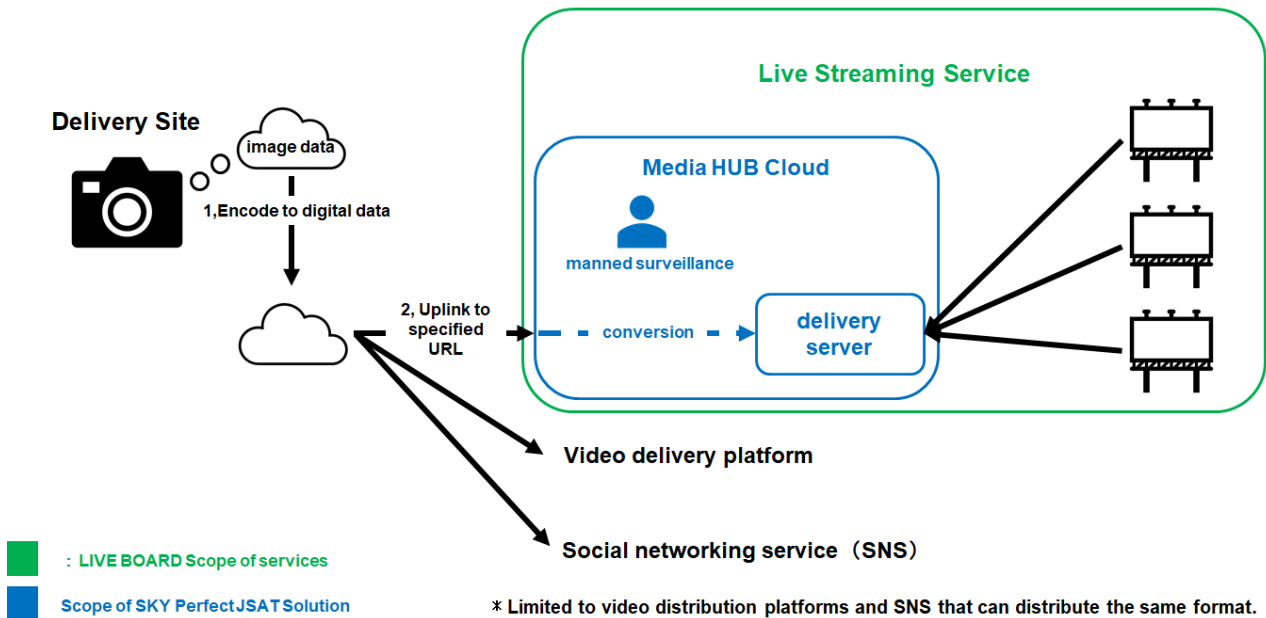 Live Streaming Service
Delivery Site
image data
1,Encode to digital data
Media HUB Cloud
manned surveillance
2, Uplink to
specified
URL
conversion
delivery
server
Video delivery platform
Social networking service（SNS）
: LIVE BOARD Scope of services
Scope of SKY Perfect JSAT Solution
* Limited to video distribution platforms and SNS that can distribute the same format.